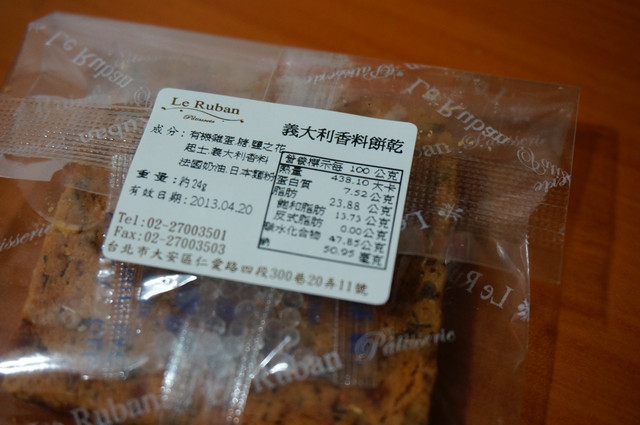 Le Ruban
Pâtisserie
Le Ruban
Pâtisserie
義大利香料餅乾
成分:有機雞蛋.糖.鹽之花
起士.義大利香料
法國奶油.日本麵粉
重量:約24g
有效日期:2013.04.20
營養標示每 100 公克
熱量 438.10 大卡
蛋白質 7.52 公克
脂肪 23.88 公克
飽和脂肪 13.73 公克
反式脂肪 0.00公克
碳水化合物 47.85公克
鈉 50.95 毫克
Tel:02-27003501
Fax:02-27003503
台北市大安區仁愛路四段300巷20弄11號
Le Ruban Pâtisserie
Le Ruban